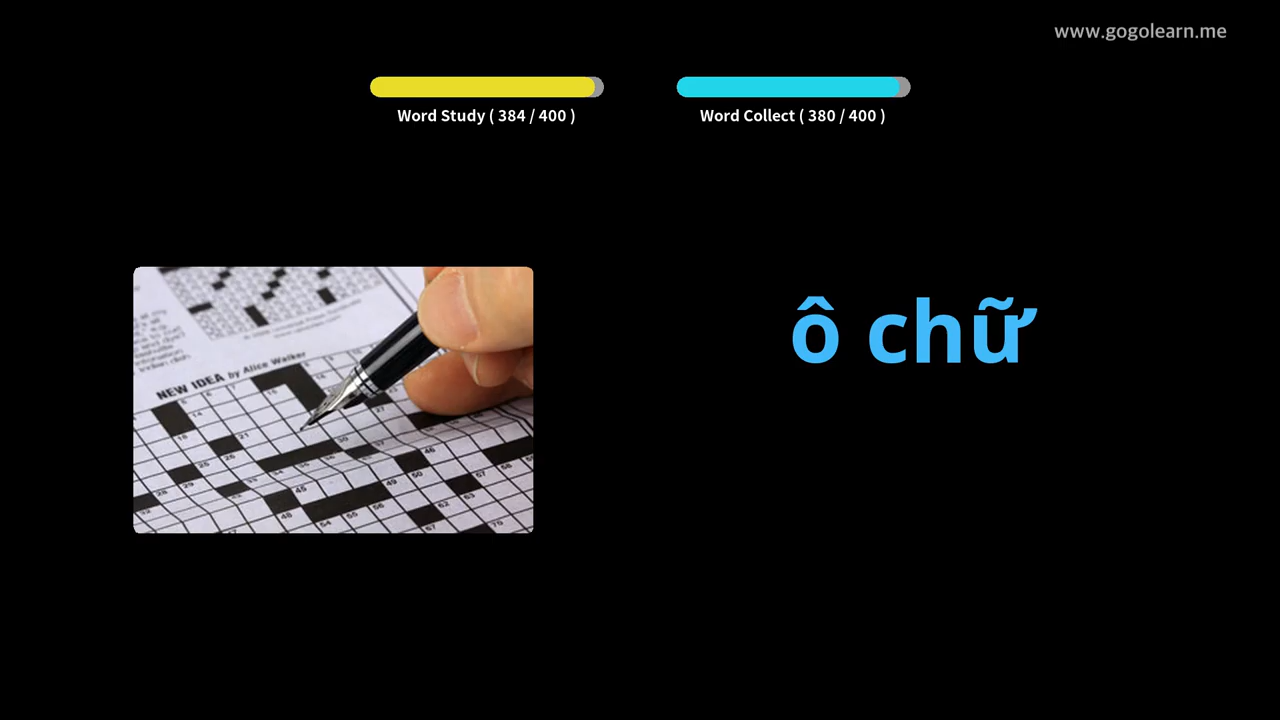 www.gogolearn.me
Word Study ( 384 / 400 )
Word Collect ( 380 / 400 )
ô chữ
NEW IDEA by Alice Walker